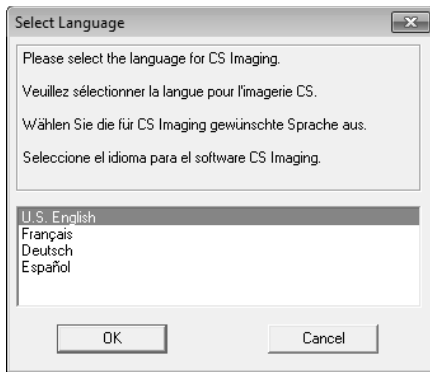 Select Language
Please select the language for CS Imaging.
Veuillez sélectionner la langue pour l'imagerie CS.
Wählen Sie die für CS Imaging gewünschte Sprache aus.
Seleccione el idioma para el software CS Imaging.
U.S. English
Français
Deutsch
Español
OK
Cancel